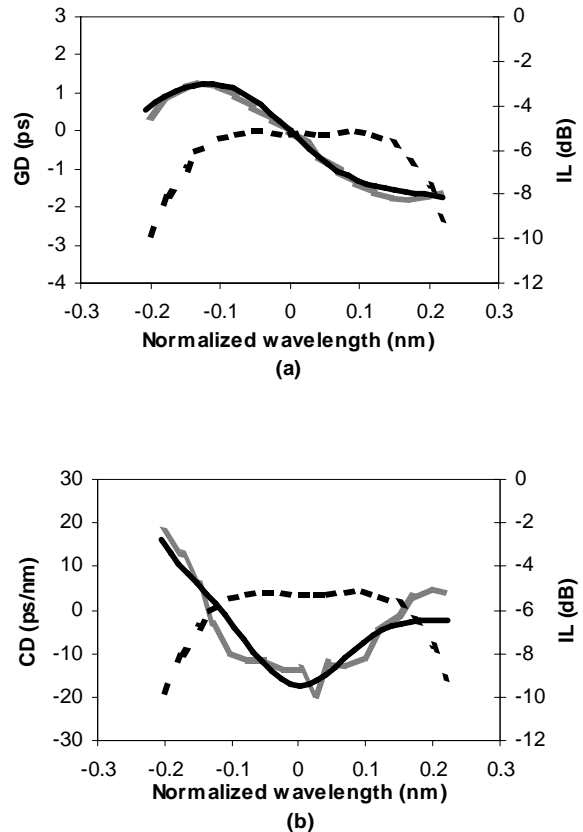 3
2
1
0
-1
-2
-3
-4
GD (ps)
0
-2
-4
-6
-8
-10
-12
IL (dB)
-0.3 -0.2 -0.1 0 0.1 0.2 0.3
Normalized wavelength (nm)
(a)
30
20
10
0
-10
-20
-30
CD (ps/nm)
0
-2
-4
-6
-8
-10
-12
IL (dB)
-0.3 -0.2 -0.1 0 0.1 0.2 0.3
Normalized wavelength (nm)
(b)